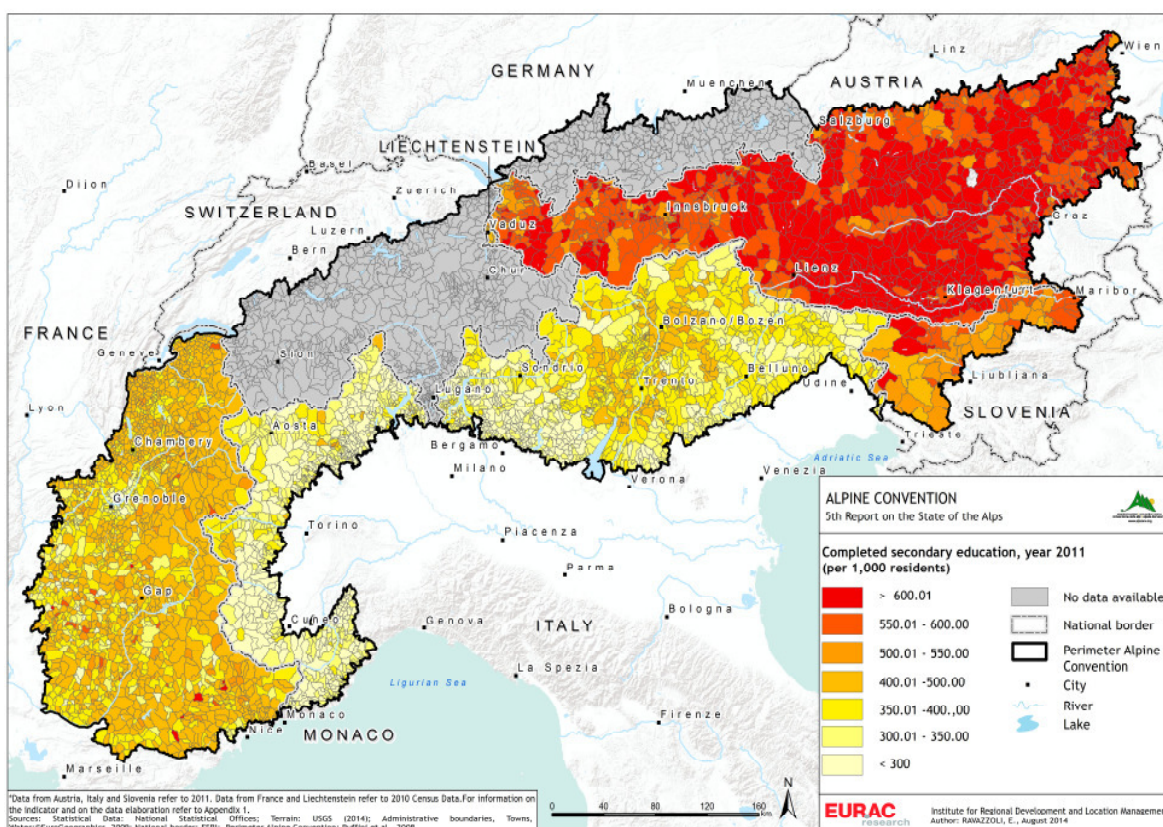 Linz
Wien
GERMANY
Muenchen
AUSTRIA
Salzburg
LIECHTENSTEIN
Basel
Dijon
Zuerich
SWITZERLAND
Luzern
Innsbruck
Vaduz
Graz
Bern
Chur
Lienz
Klagenfurt
Maribor
FRANCE
Bolzano/Bozen
Geneve
Sion
Sondrio
Belluno
Ljubliana
Trento
Udine
Lugano
SLOVENIA
Lyon
Aosta
Chambery
Trieste
Bergamo
Adriatic Sea
Milano
Venezia
Verona
Grenoble
Torino
Piacenza
Parma
Gap
Bologna
Cuneo
Genova
ITALY
La Spezia
Ligurian Sea
Monaco
Firenze
Nice
MONACO
Marseille
ALPINE CONVENTION
5th Report on the State of the Alps
Completed secondary education, year 2011
(per 1,000 residents)
> 600.01
550.01 - 600.00
500.01 - 550.00
400.01 -500.00
350.01 -400,,00
300.01 - 350.00
< 300
No data available
National border
Perimeter Alpine
Convention
City
River
Lake
N
0 40 80 120 160
Km
*Data from Austria, Italy and Slovenia refer to 2011. Data from France and Liechtenstein refer to 2010 Census Data.For information on
the indicator and on the data elaboration refer to Appendix 1.
Sources: Statistical Data: National Statistical Offices; Terrain: USGS (2014); Administrative boundaries, Towns,
EURAC
research
Institute for Regional Development and Location Manageme
Author: RAVAZZOLI, E., August 2014